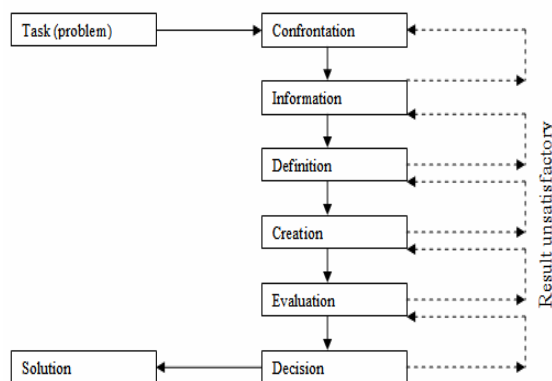 Task (problem)
Confrontation
Information
Definition
Creation
Evaluation
Solution
Decision
Result unsatisfactory